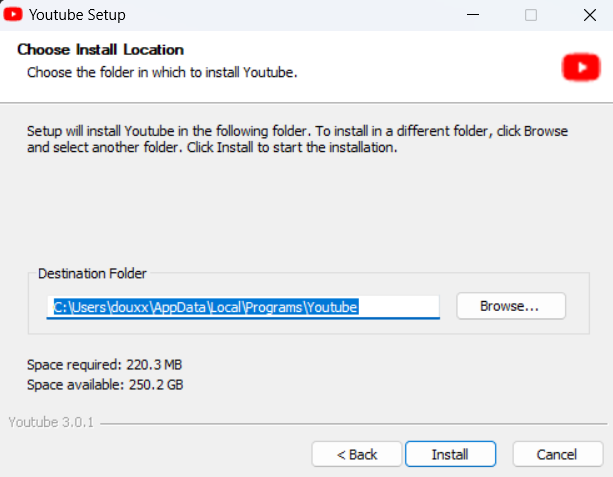 Youtube Setup
Choose Install Location
Choose the folder in which to install Youtube.
Setup will install Youtube in the following folder. To install in a different folder, click Browse
and select another folder. Click Install to start the installation.
Destination Folder
C:\Users\douxx\AppData\Local\Programs\Youtube
Browse...
Space required: 220.3 MB
Space available: 250.2 GB
Youtube 3.0.1
< Back
Install
Cancel